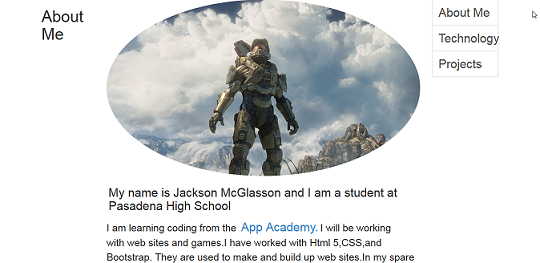 About
Me
About Me
Technology
Projects
My name is Jackson McGlasson and I am a student at
Pasadena High School
I am learning coding from the App Academy. I will be working
with web sites and games.I have worked with Html 5,CSS,and
Bootstrap. They are used to make and build up web sites.In my spare